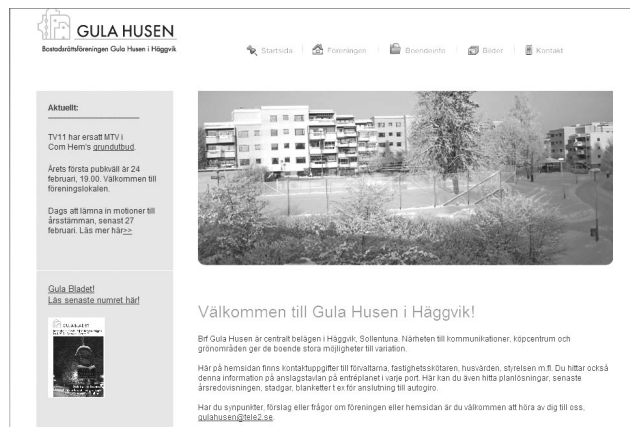 GULA HUSEN
Bostadsrättsföreningen Gula Husen i Häggvik
Startsida
Föreningen
Boendeinfo
Bilder
Kontakt
Aktuellt:
TV11 har ersatt MTV i
Com Hem's grundutbud.
Årets första pubkväll är 24
februari, 19.00. Välkommen till
föreningslokalen.
Dags att lämna in motioner till
årsstämman, senast 27
februari. Läs mer här>>
Gula Bladet!
Läs senaste numret här!
Välkommen till Gula Husen i Häggvik!
Brf Gula Husen är centralt belägen i Häggvik, Sollentuna. Närheten till kommunikationer, köpcentrum och
grönområden ger de boende stora möjligheter till variation.
Här på hemsidan finns kontaktuppgifter till förvaltarna, fastighetsskötaren, husvärden, styrelsen m.fl. Du hittar också
denna information på anslagstavlan på entréplanet i varje port. Här kan du även hitta planlösningar, senaste
årsredovisningen, stadgar, blanketter t ex för anslutning till autogiro.
Har du synpunkter, förslag eller frågor om föreningen eller hemsidan är du välkommen att höra av dig till oss,
gulahusen@tele2.se.